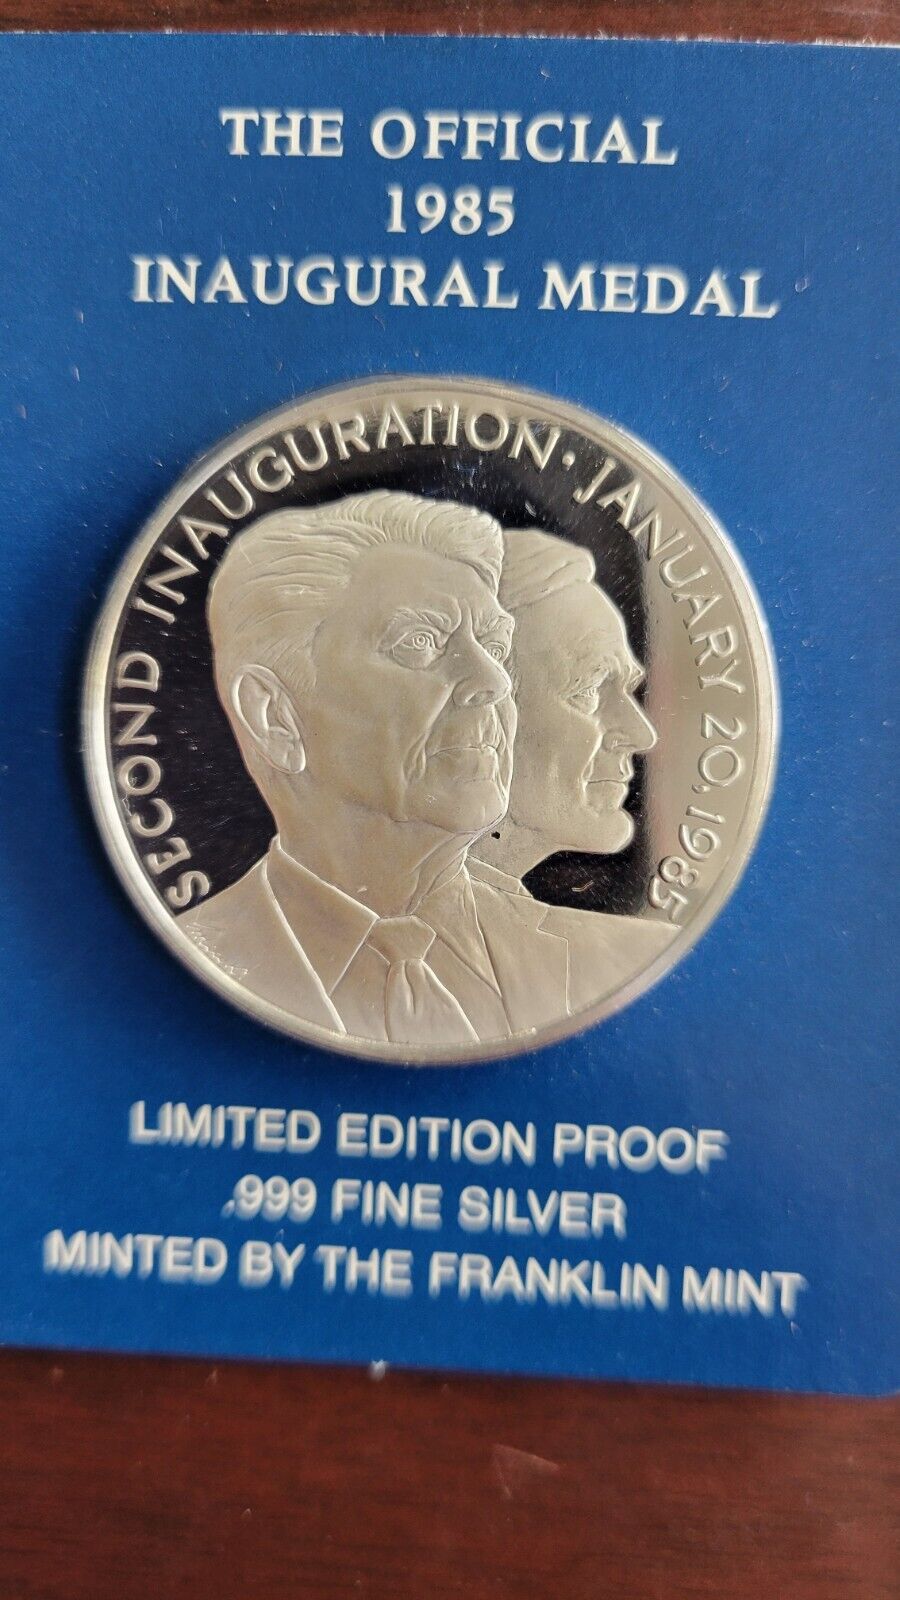 THE OFFICIAL
1985
INAUGURAL MEDAL
SECOND INAUGURATION · JANUARY 20, 1985
LIMITED EDITION PROOF
.999 FINE SILVER
MINTED BY THE FRANKLIN MINT